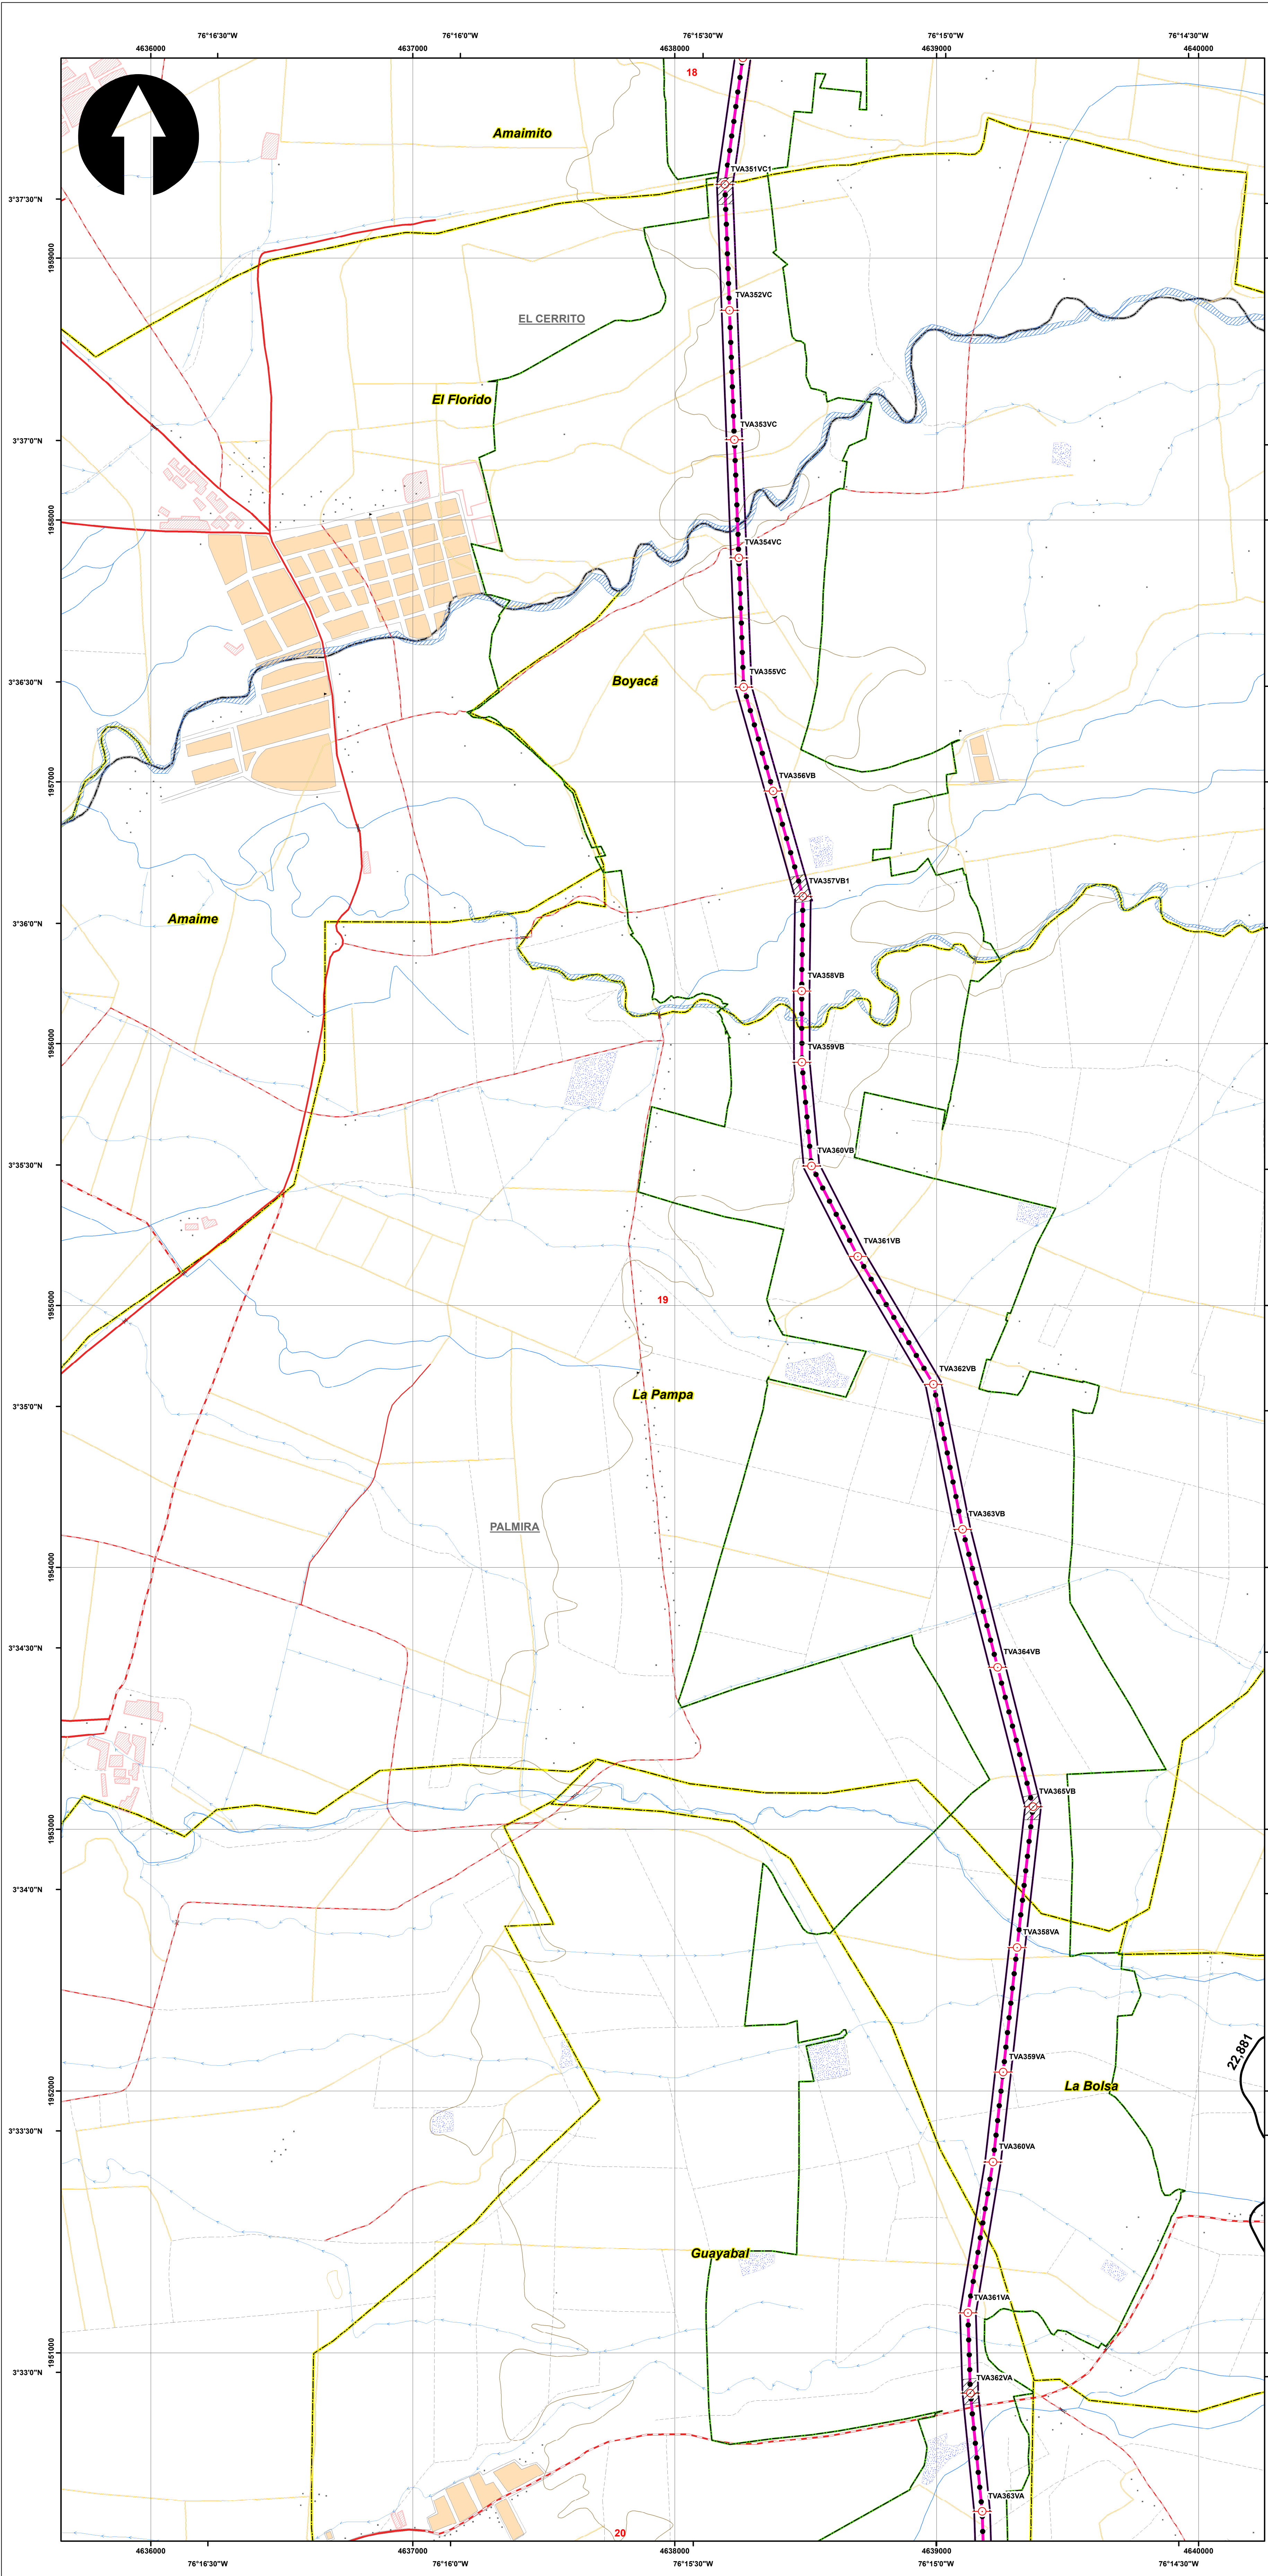 76°16'30"W 76°16'0"W 76°15'30"W 76°15'0"W 76°14'30"W
4636000 4637000 4638000 4639000 4640000
18
Amaimito
TVA351VC1
3°37'30"N
1959000
TVA352VC
EL CERRITO
El Florido
3°37'0"N
TVA353VC
1958000
TVA354VC
TVA355VC
Boyacá
3°36'30"N
TVA356VB
1957000
TVA357VB1
Amaime
3°36'0"N
TVA358VB
1956000
TVA359VB
TVA360VB
3°35'30"N
TVA361VB
19
1955000
TVA362VB
La Pampa
3°35'0"N
TVA363VB
PALMIRA
1954000
3°34'30"N
TVA364VB
TVA365VB
1953000
3°34'0"N
TVA358VA
22,881
TVA359VA
La Bolsa
1952000
3°33'30"N
TVA360VA
Guayabal
TVA361VA
1951000
3°33'0"N
TVA362VA
TVA363VA
20
4636000 4637000 4638000 4639000 4640000
76°16'30"W 76°16'0"W 76°15'30"W 76°15'0"W 76°14'30"W